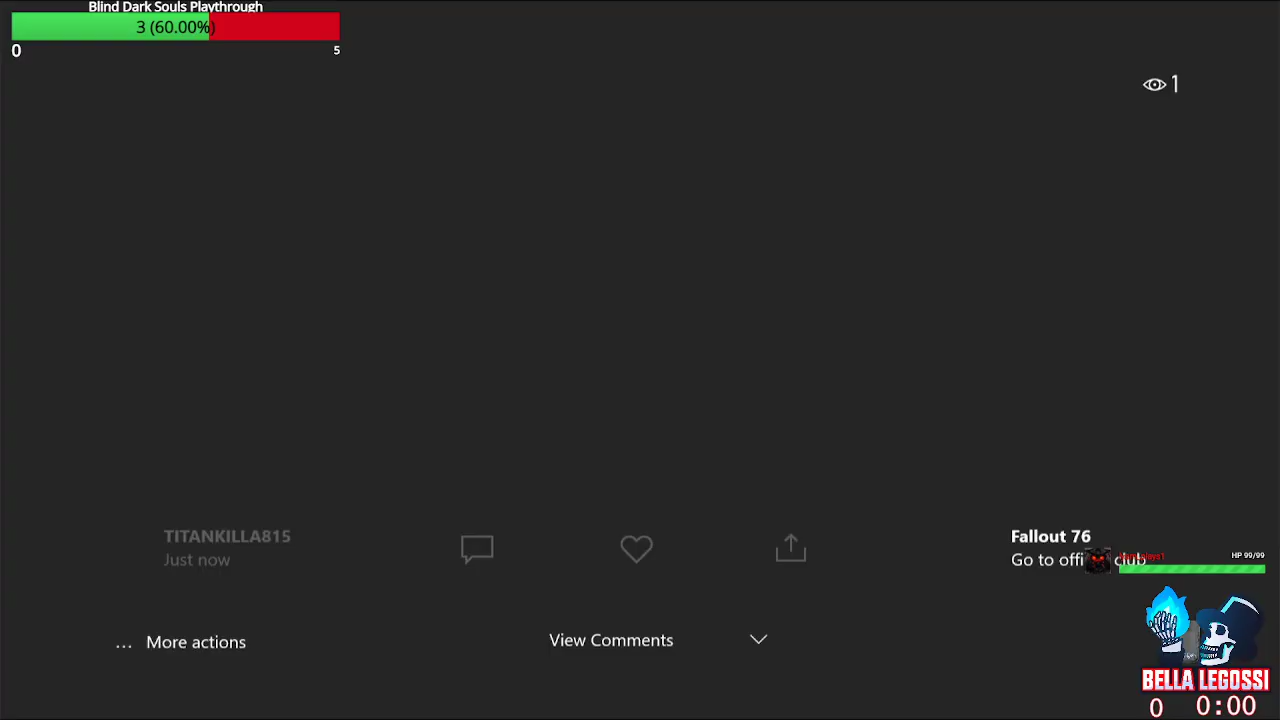 Blind Dark Souls Playthrough
3 (60.00%)
0
5
1
TITANKILLA815
Just now
Fallout 76
Go to offi
club
HP 99/99
... More actions
View Comments
BELLA LEGOSSI
0
0:00